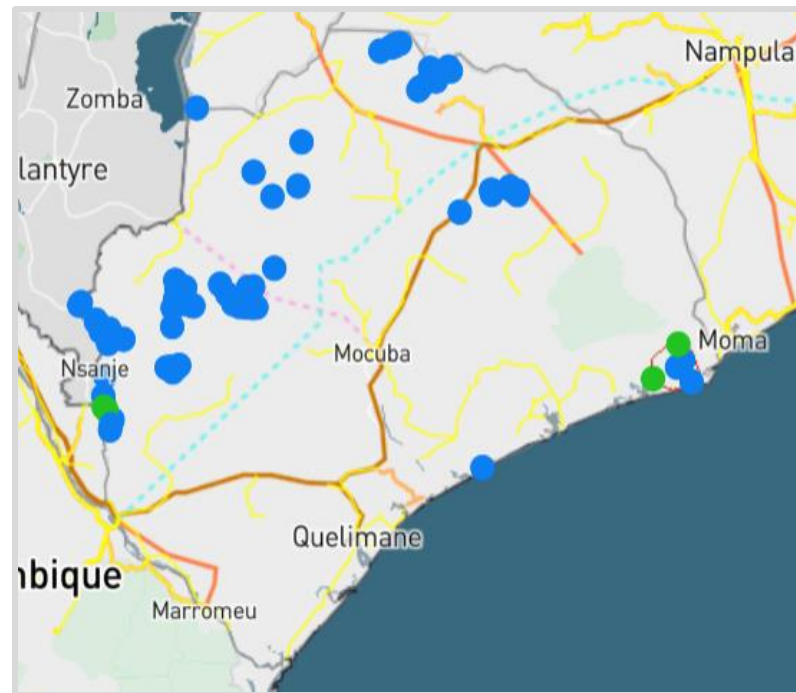 Nampula
Zomba
lantyre
Moma
Mocuba
Nsanje
Quelimane
nbique
Marromeu